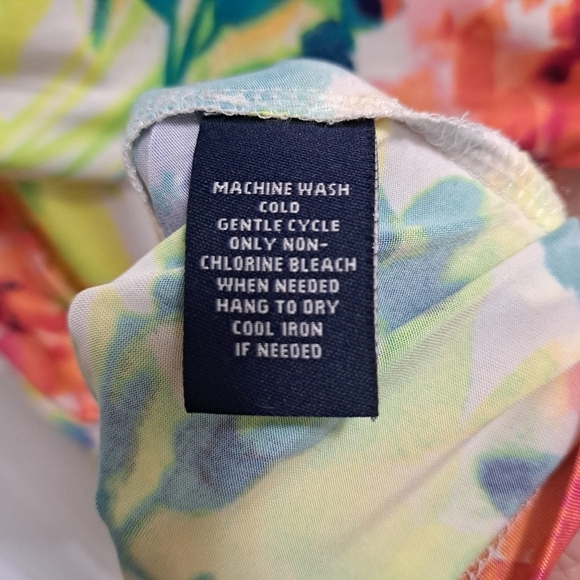 MACHINE WASH
COLD
GENTLE CYCLE
ONLY NON-
CHLORINE BLEACH
WHEN NEEDED
HANG TO DRY
COOL IRON
IF NEEDED